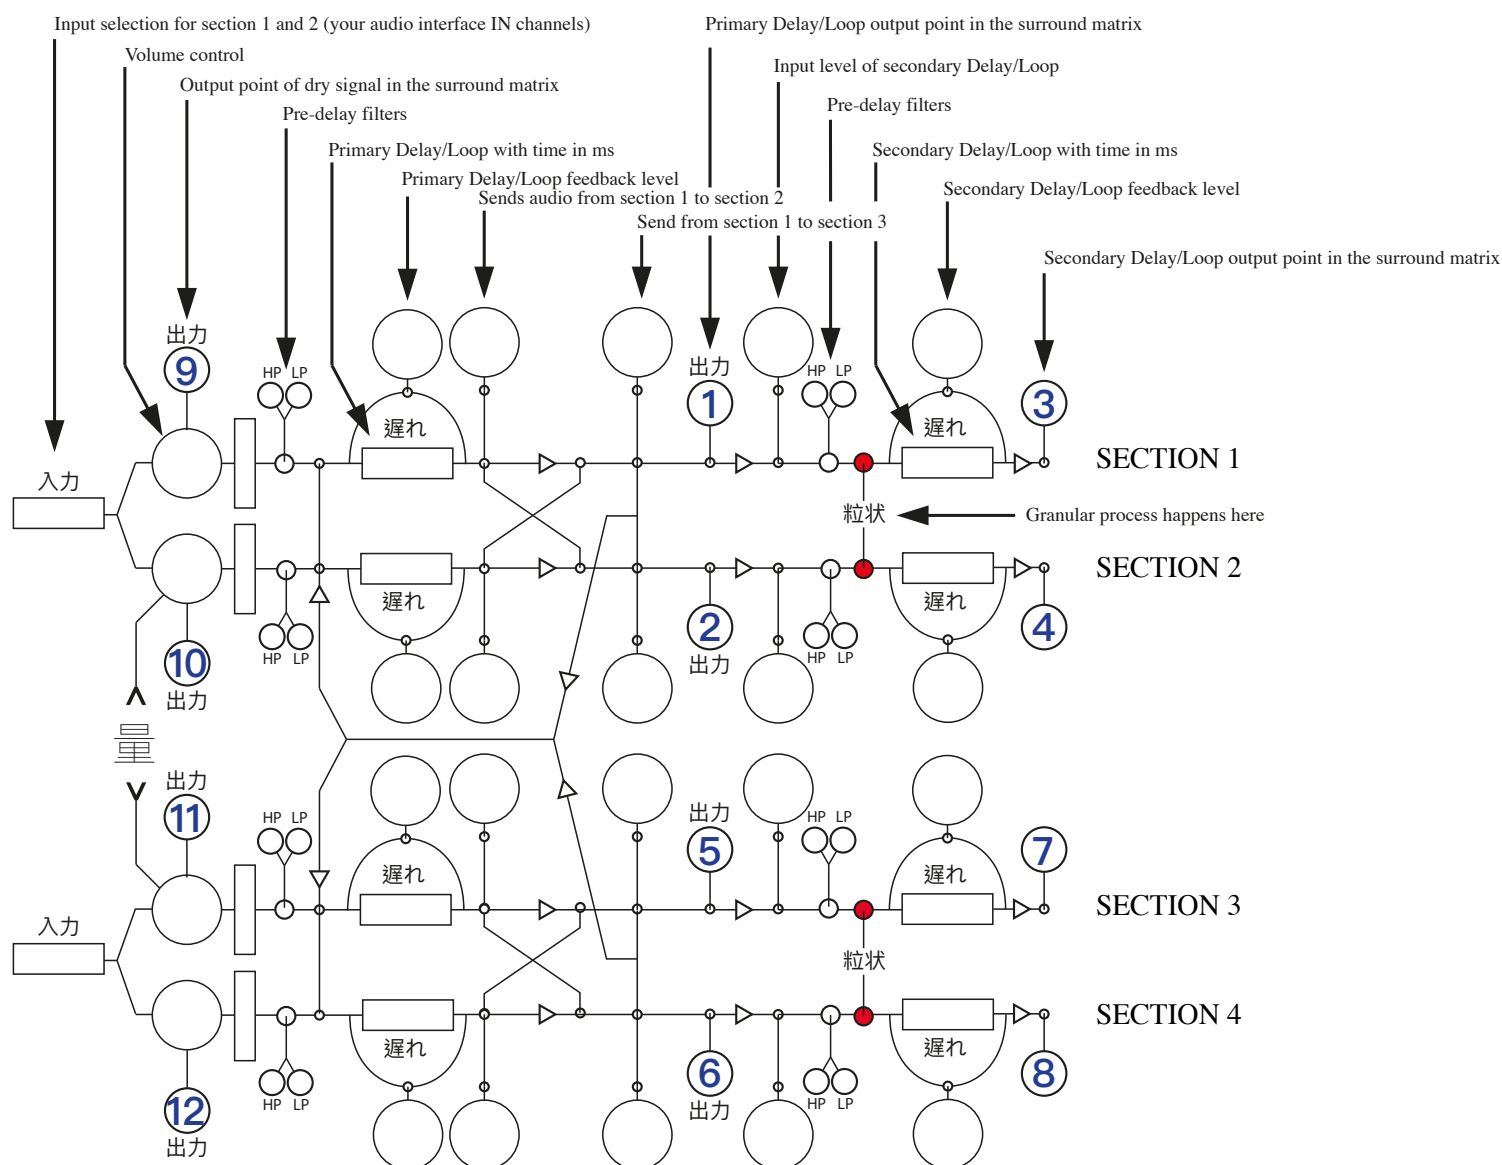 Input selection for section 1 and 2 (your audio interface IN channels)
Primary Delay/Loop output point in the surround matrix
Volume control
Input level of secondary Delay/Loop
Output point of dry signal in the surround matrix
Pre-delay filters
Pre-delay filters
Primary Delay/Loop with time in ms
Secondary Delay/Loop with time in ms
Primary Delay/Loop feedback level
Secondary Delay/Loop feedback level
Sends audio from section 1 to section 2
Send from section 1 to section 3
Secondary Delay/Loop output point in the surround matrix
出力
9
HP LP
出力
1
HP LP
3
遅れ
遅れ
SECTION 1
入力
粒状
Granular process happens here
SECTION 2
遅れ
遅れ
HP LP
10
出力
2
出力
HP LP
4
量
出力
11
HP LP
出力
5
HP LP
7
遅れ
遅れ
SECTION 3
入力
粒状
SECTION 4
遅れ
遅れ
HP LP
12
出力
6
出力
HP LP
8